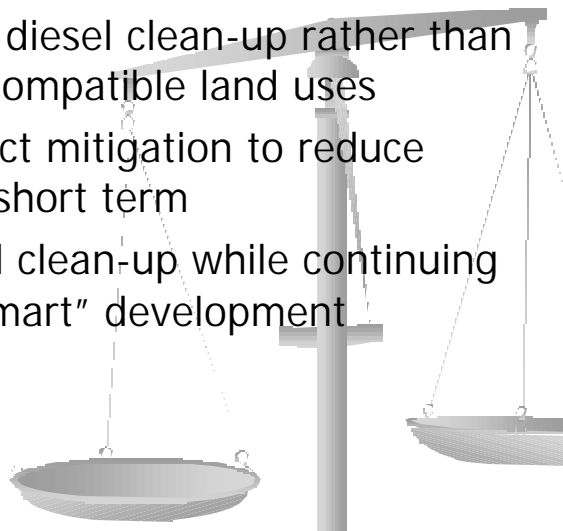 diesel clean-up rather than
ompatible land uses
ct mitigation to reduce
short term
clean-up while continuing
mart” development